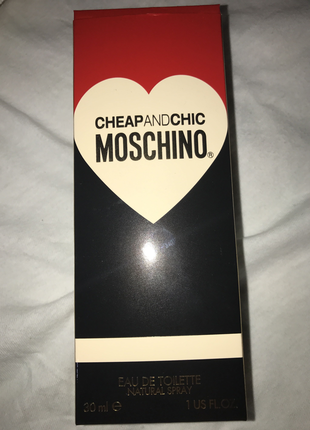 CHEAPANDCHIC
MOSCHINO®
EAU DE TOILETTE
NATURAL SPRAY
30 ml ℮ 1 US FL.OZ.